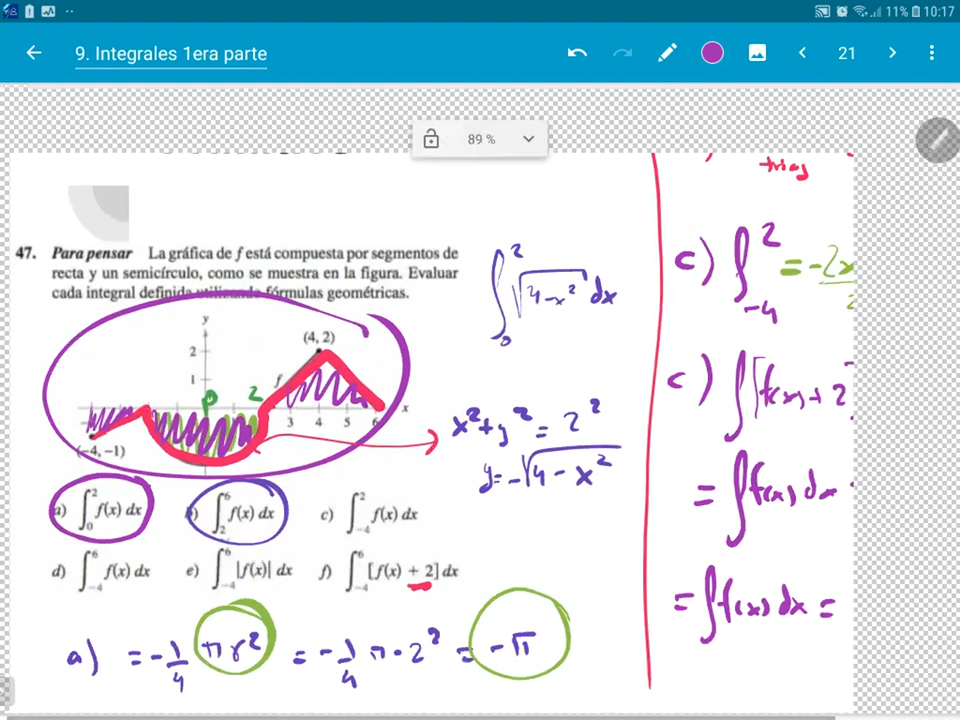 11% 10:17
9. Integrales 1era parte
21
89 %
47. Para pensar La gráfica de f está compuesta por segmentos de
recta y un semicírculo, como se muestra en la figura. Evaluar
cada integral definida utilizando fórmulas geométricas.
y
(4, 2)
2
1
f
0 2
3 4 5 6 x
(-4, -1)
a) ∫₀² f(x) dx b) ∫₂⁶ f(x) dx c) ∫₋₄² f(x) dx
d) ∫₋₄⁶ f(x) dx e) ∫₋₄⁶ |f(x)| dx f) ∫₋₄⁶ [f(x) + 2] dx
a) = -1/4 πr² = -1/4 π·2² = -π
∫₀² √(4-x²) dx
x²+y² = 2²
y = -√(4-x²)
triag
c) ∫₋₄² = -2
c) ∫[f(x)+2
= ∫f(x) dx
= ∫f(x) dx =